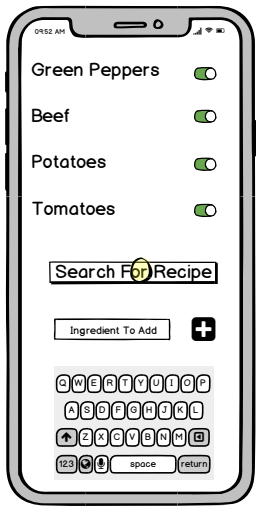 09:52 AM
Green Peppers
Beef
Potatoes
Tomatoes
Search For Recipe
Ingredient To Add
Q W E R T Y U I O P
A S D F G H J K L
Z X C V B N M
123 space return